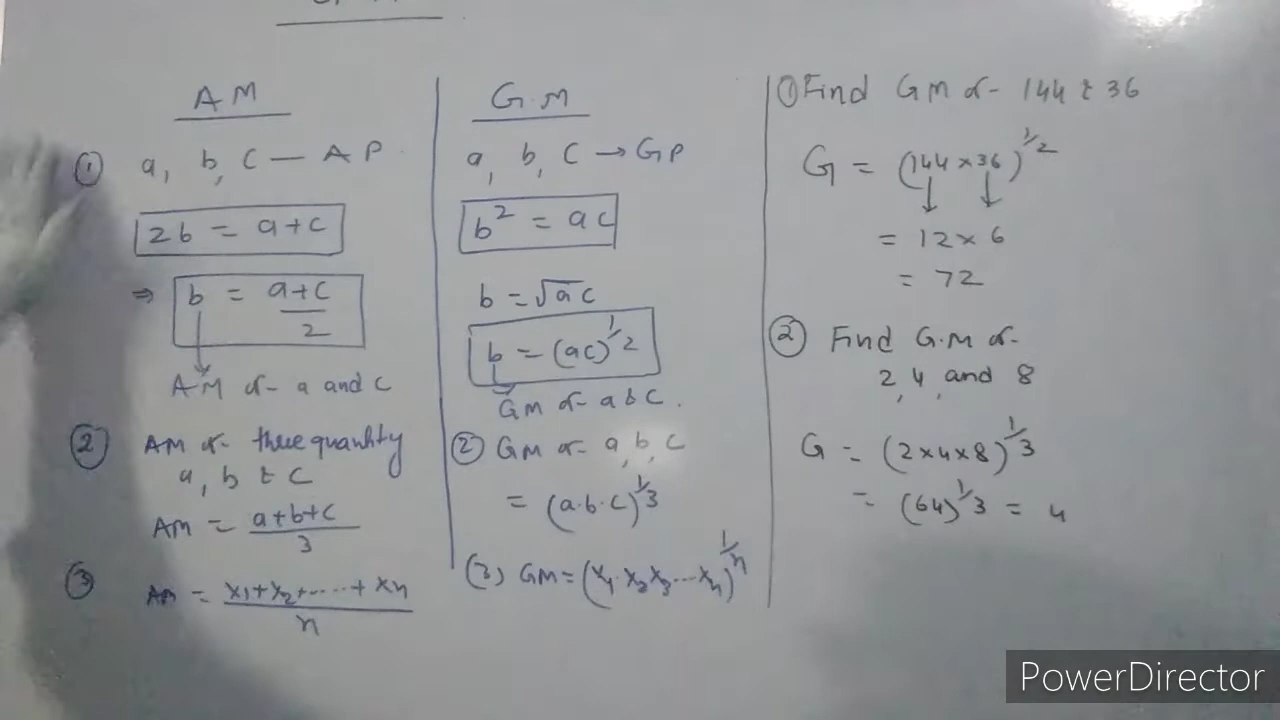 AM
① a, b, c — AP
2b = a+c
⇒ b = a+c/2
AM of a and c
② AM of three quantity
a, b & c
AM = a+b+c/3
③ AM = x₁+x₂+....+xn/n
G.M
a, b, c → GP
b² = ac
b = √ac
b = (ac)^1/2
GM of a & c.
② GM of a, b, c
= (a·b·c)^1/3
(3) GM = (x₁·x₂x₃...xn)^1/n
① Find GM of 144 & 36
G = (144×36)^1/2
= 12×6
= 72
② Find G.M of
2, 4, and 8
G = (2×4×8)^1/3
= (64)^1/3 = 4
PowerDirector